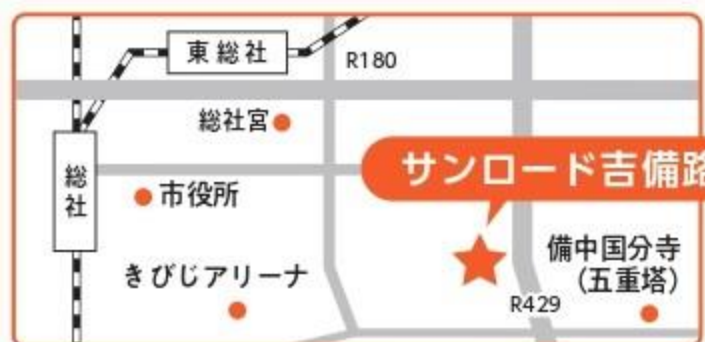 東総社
R180
総社宮
総社
市役所
サンロード吉備路
きびじアリーナ
備中国分寺
（五重塔）
R429